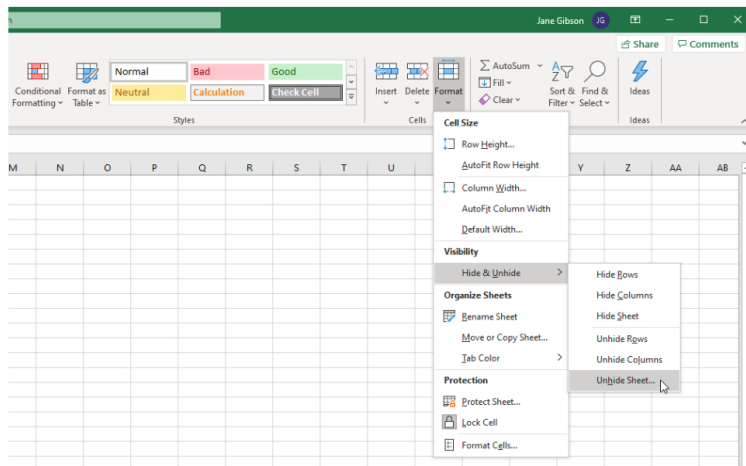 n
Jane Gibson JG
Share Comments
Conditional Formatting
Format as Table
Normal Bad Good
Neutral Calculation Check Cell
Insert Delete Format
AutoSum
Fill
Clear
Sort & Filter
Find & Select
Ideas
Styles Cells Ideas
M N O P Q R S T U Y Z AA AB
Cell Size
Row Height...
AutoFit Row Height
Column Width...
AutoFit Column Width
Default Width...
Visibility
Hide & Unhide
Organize Sheets
Rename Sheet
Move or Copy Sheet...
Tab Color
Protection
Protect Sheet...
Lock Cell
Format Cells...
Hide Rows
Hide Columns
Hide Sheet
Unhide Rows
Unhide Columns
Unhide Sheet...